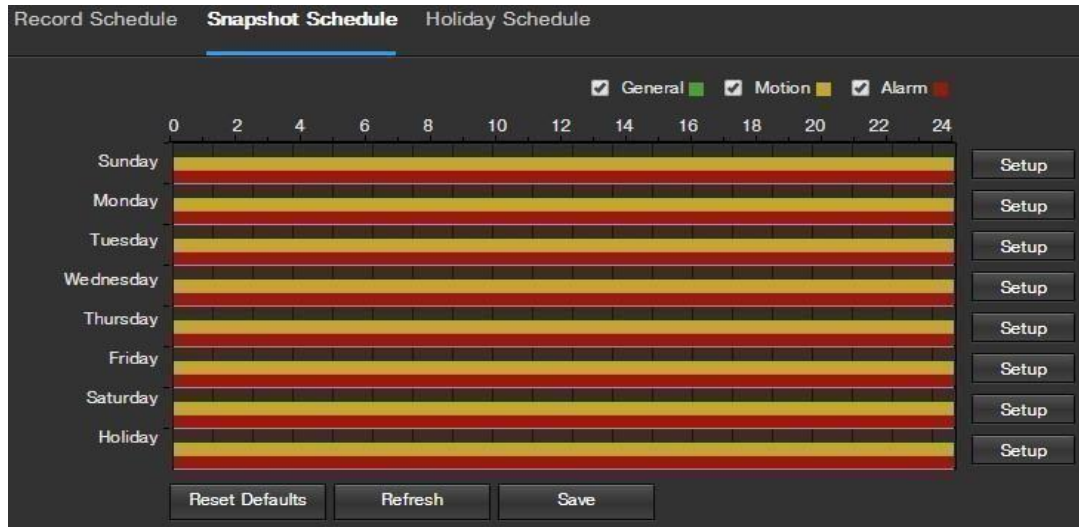 Record Schedule Snapshot Schedule Holiday Schedule
General Motion Alarm
0 2 4 6 8 10 12 14 16 18 20 22 24
Sunday Setup
Monday Setup
Tuesday Setup
Wednesday Setup
Thursday Setup
Friday Setup
Saturday Setup
Holiday Setup
Reset Defaults Refresh Save